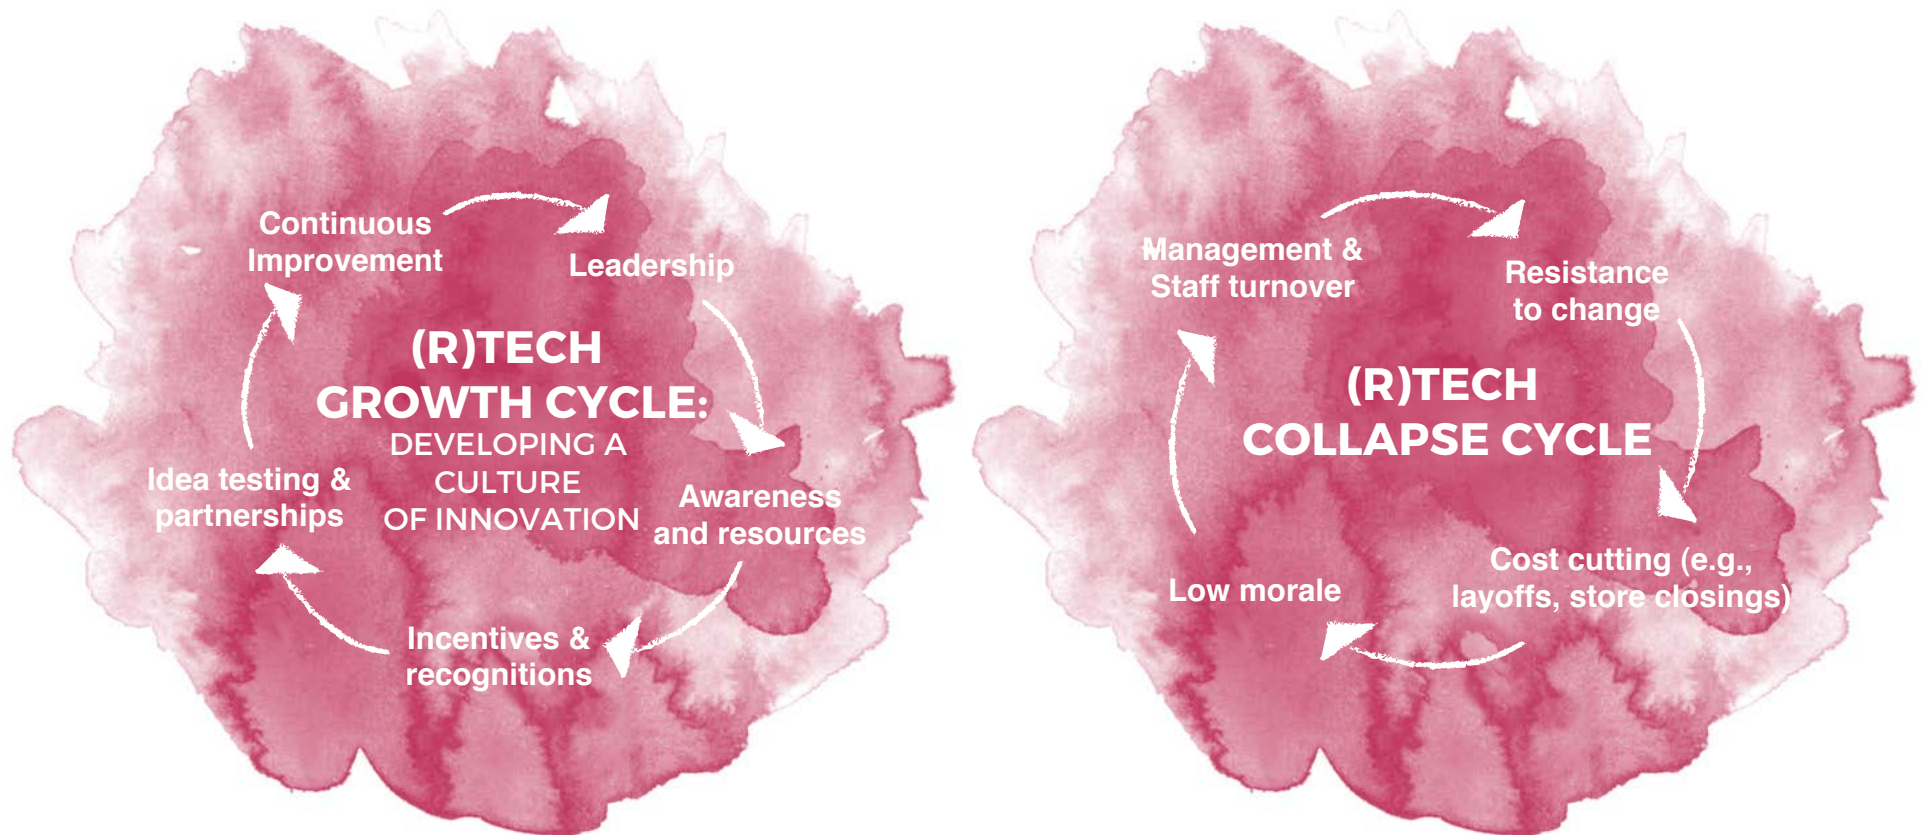 Continuous
Improvement
Leadership
(R)TECH
GROWTH CYCLE:
DEVELOPING A
CULTURE
OF INNOVATION
Awareness
and resources
Incentives &
recognitions
Idea testing &
partnerships
Management &
Staff turnover
Resistance
to change
(R)TECH
COLLAPSE CYCLE
Cost cutting (e.g.,
layoffs, store closings)
Low morale